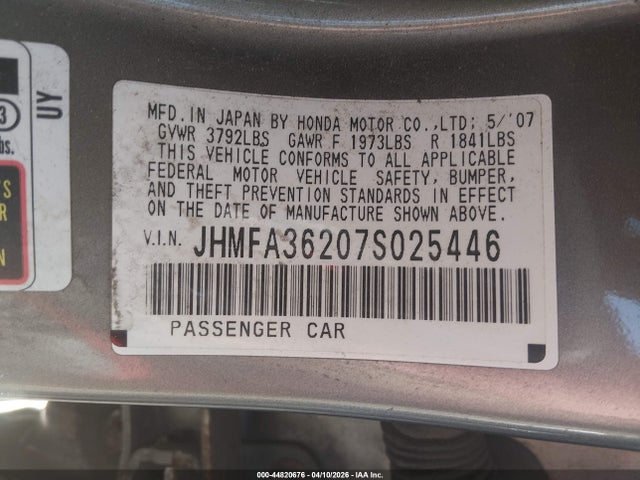 3
bs.
UY
'S
R
N
MFD. IN JAPAN BY HONDA MOTOR CO.,LTD; 5/'07
GVWR 3792LBS GAWR F 1973LBS R 1841LBS
THIS VEHICLE CONFORMS TO ALL APPLICABLE
FEDERAL MOTOR VEHICLE SAFETY, BUMPER,
AND THEFT PREVENTION STANDARDS IN EFFECT
ON THE DATE OF MANUFACTURE SHOWN ABOVE.
V.I.N. JHMFA36207S025446
PASSENGER CAR
000-44820676 - 04/10/2026 - IAA Inc.